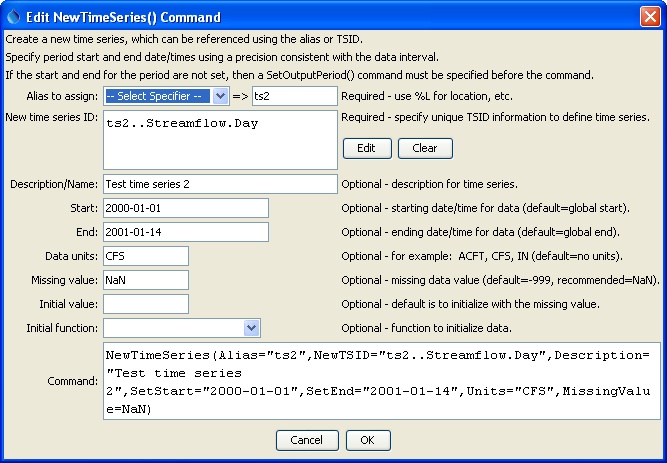 Edit NewTimeSeries() Command
Create a new time series, which can be referenced using the alias or TSID.
Specify period start and end date/times using a precision consistent with the data interval.
If the start and end for the period are not set, then a SetOutputPeriod() command must be specified before the command.
Alias to assign: -- Select Specifier -- => ts2 Required - use %L for location, etc.
New time series ID: ts2..Streamflow.Day Required - specify unique TSID information to define time series.
Edit Clear
Description/Name: Test time series 2 Optional - description for time series.
Start: 2000-01-01 Optional - starting date/time for data (default=global start).
End: 2001-01-14 Optional - ending date/time for data (default=global end).
Data units: CFS Optional - for example: ACFT, CFS, IN (default=no units).
Missing value: NaN Optional - missing data value (default=-999, recommended=NaN).
Initial value: Optional - default is to initialize with the missing value.
Initial function: Optional - function to initialize data.
Command: NewTimeSeries(Alias="ts2",NewTSID="ts2..Streamflow.Day",Description=
"Test time series
2",SetStart="2000-01-01",SetEnd="2001-01-14",Units="CFS",MissingValu
e=NaN)
Cancel OK